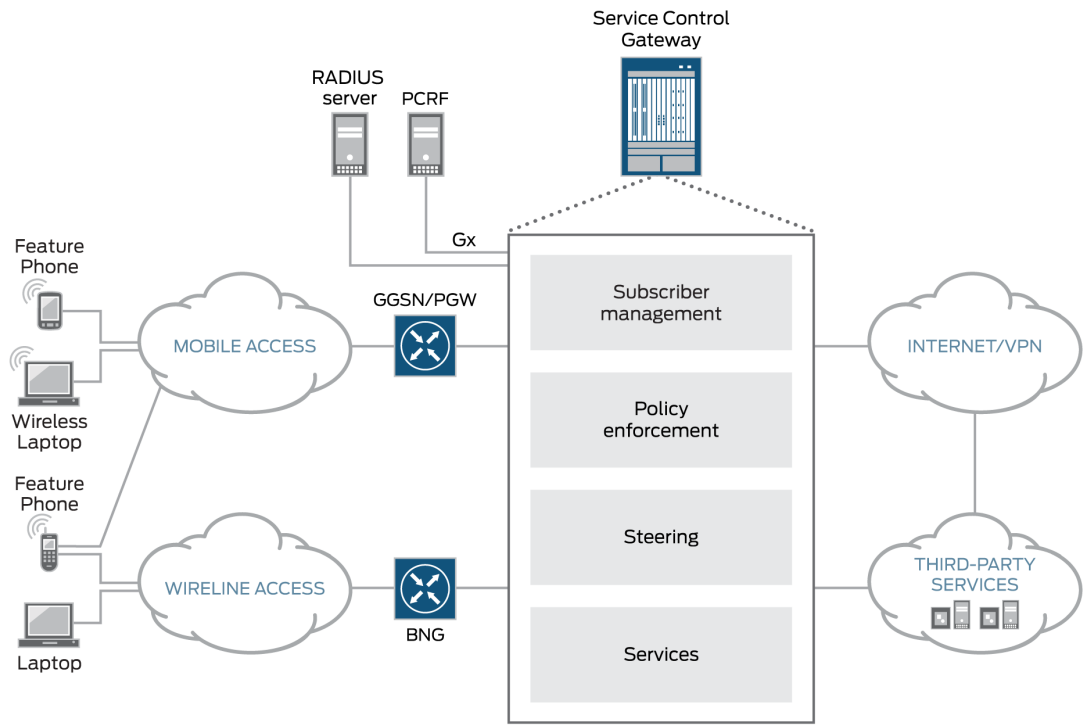 Service Control
Gateway
RADIUS
server
PCRF
Gx
Feature
Phone
GGSN/PGW
MOBILE ACCESS
Wireless
Laptop
Feature
Phone
WIRELINE ACCESS
BNG
Laptop
Subscriber
management
Policy
enforcement
Steering
Services
INTERNET/VPN
THIRD-PARTY
SERVICES